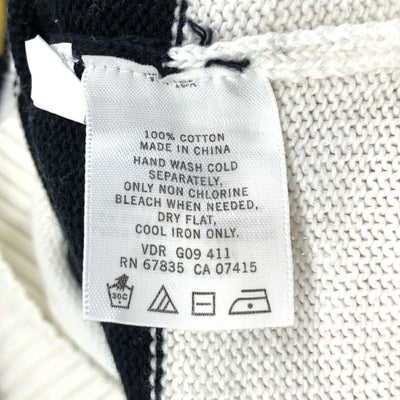 100% COTTON
MADE IN CHINA
HAND WASH COLD
SEPARATELY,
ONLY NON CHLORINE
BLEACH WHEN NEEDED,
DRY FLAT,
COOL IRON ONLY.
VDR G09 411
RN 67835 CA 07415
30C